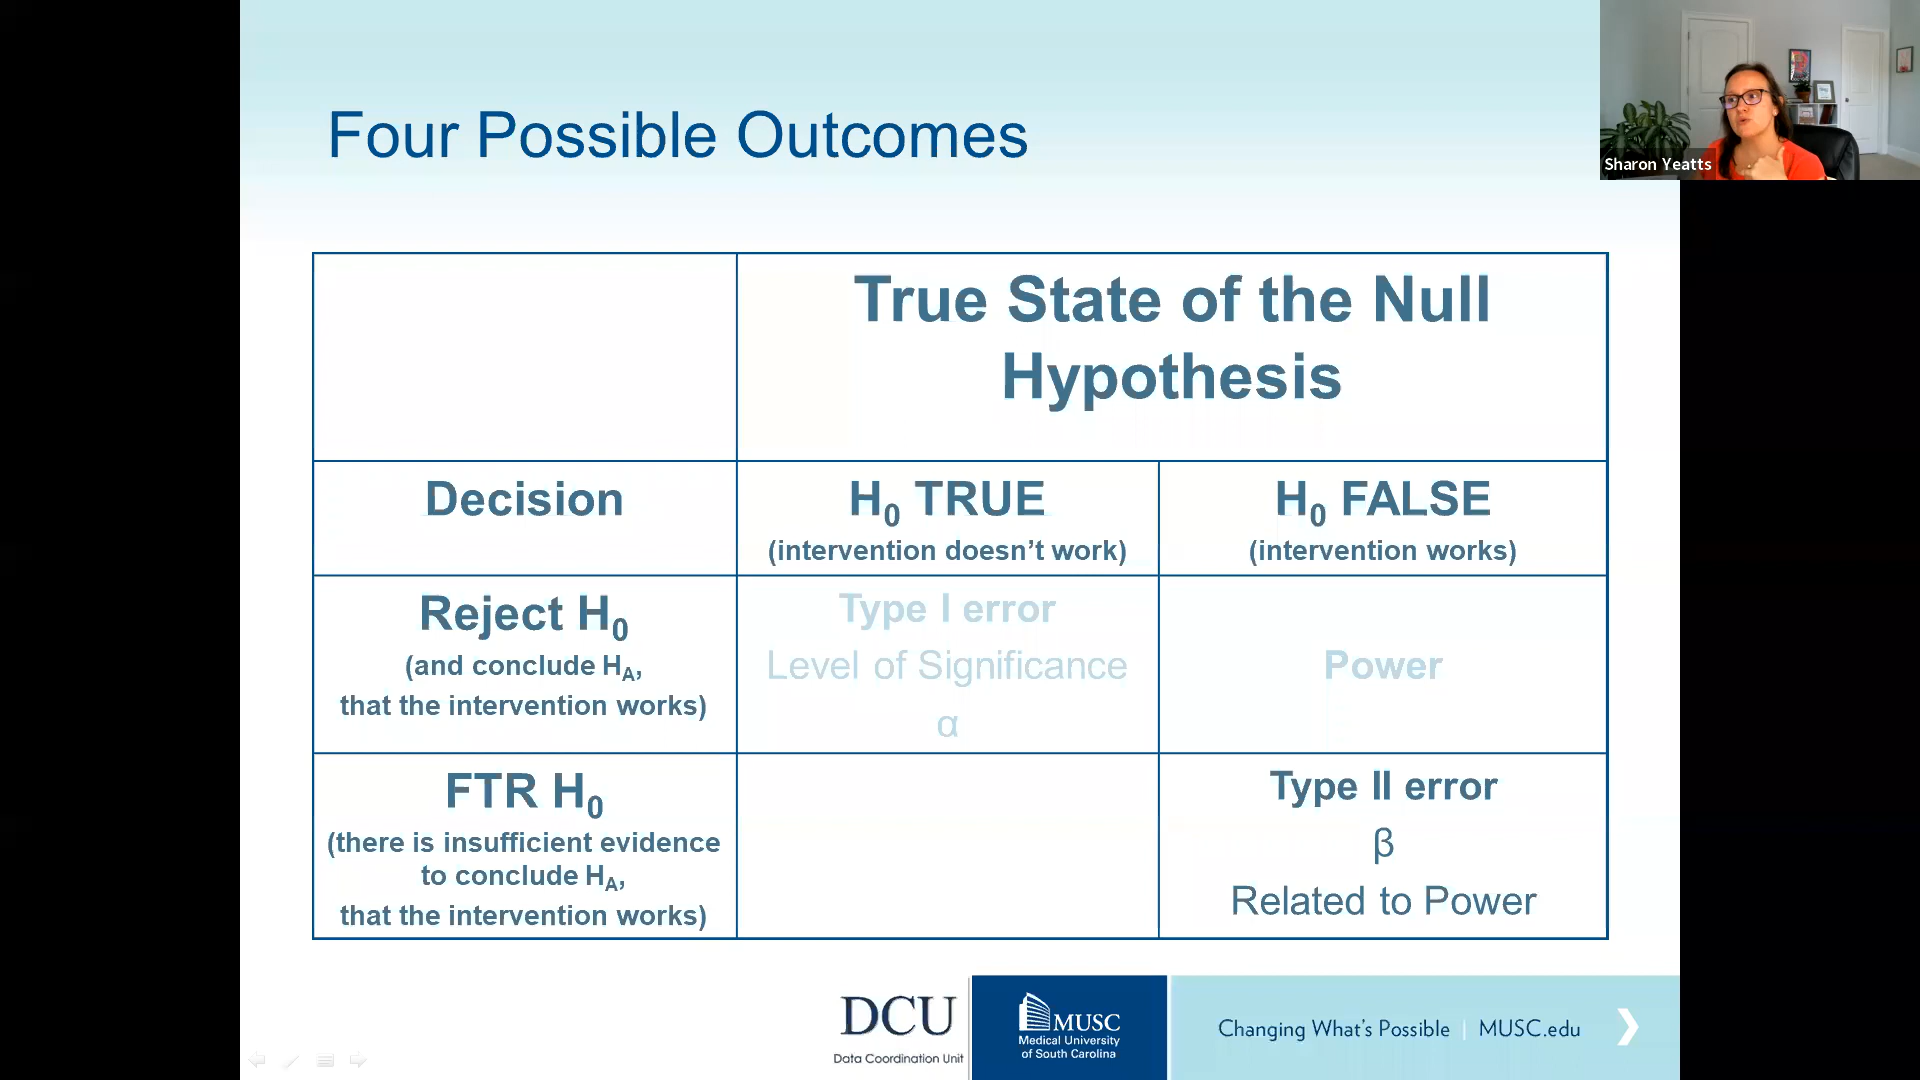 Four Possible Outcomes
Sharon Yeatts
True State of the Null
Hypothesis
Decision
H0 TRUE
(intervention doesn't work)
H0 FALSE
(intervention works)
Reject H0
(and conclude HA,
that the intervention works)
Type I error
Level of Significance
α
Power
FTR H0
(there is insufficient evidence
to conclude HA,
that the intervention works)
Type II error
β
Related to Power
DCU
Data Coordination Unit
MUSC
Medical University
of South Carolina
Changing What's Possible | MUSC.edu